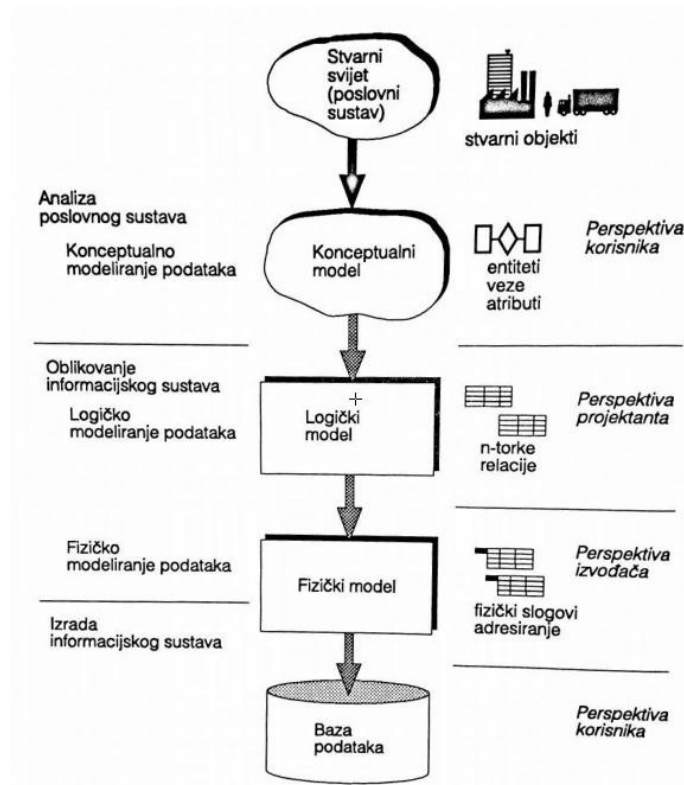 Stvarni
svijet
(poslovni
sustav)
stvarni objekti
Analiza
poslovnog sustava
Konceptualno
modeliranje podataka
Konceptualni
model
entiteti
veze
atributi
Perspektiva
korisnika
Oblikovanje
informacijskog sustava
Logičko
modeliranje podataka
Logički
model
n-torke
relacije
Perspektiva
projektanta
Fizičko
modeliranje podataka
Fizički model
fizički slogovi
adresiranje
Perspektiva
izvođača
Izrada
informacijskog sustava
Baza
podataka
Perspektiva
korisnika